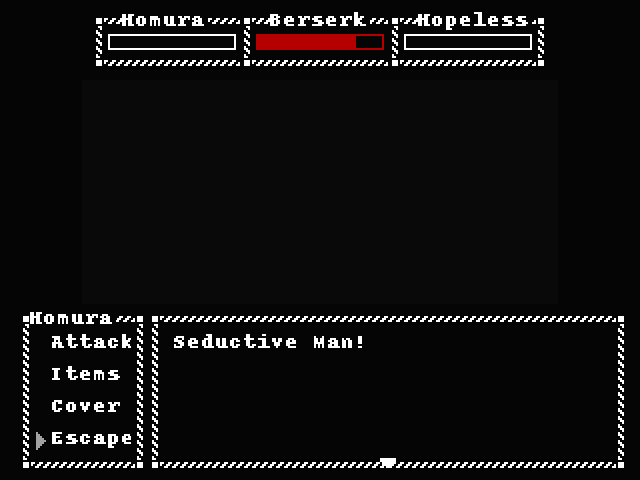 Homura Berserk Hopeless
Homura
Attack
Items
Cover
Escape
Seductive Man!